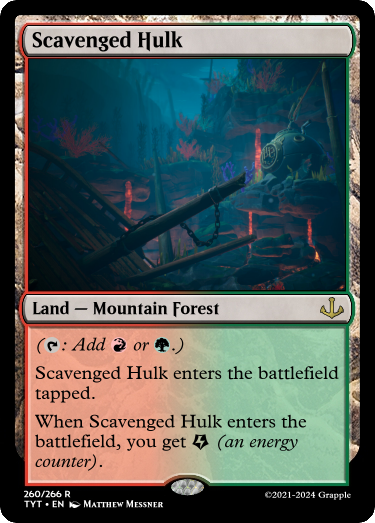 Scavenged Hulk
Land — Mountain Forest
(: Add or .)
Scavenged Hulk enters the battlefield
tapped.
When Scavenged Hulk enters the
battlefield, you get (an energy
counter).
260/266 R
TYT • EN Matthew Messner
©2021-2024 Grapple